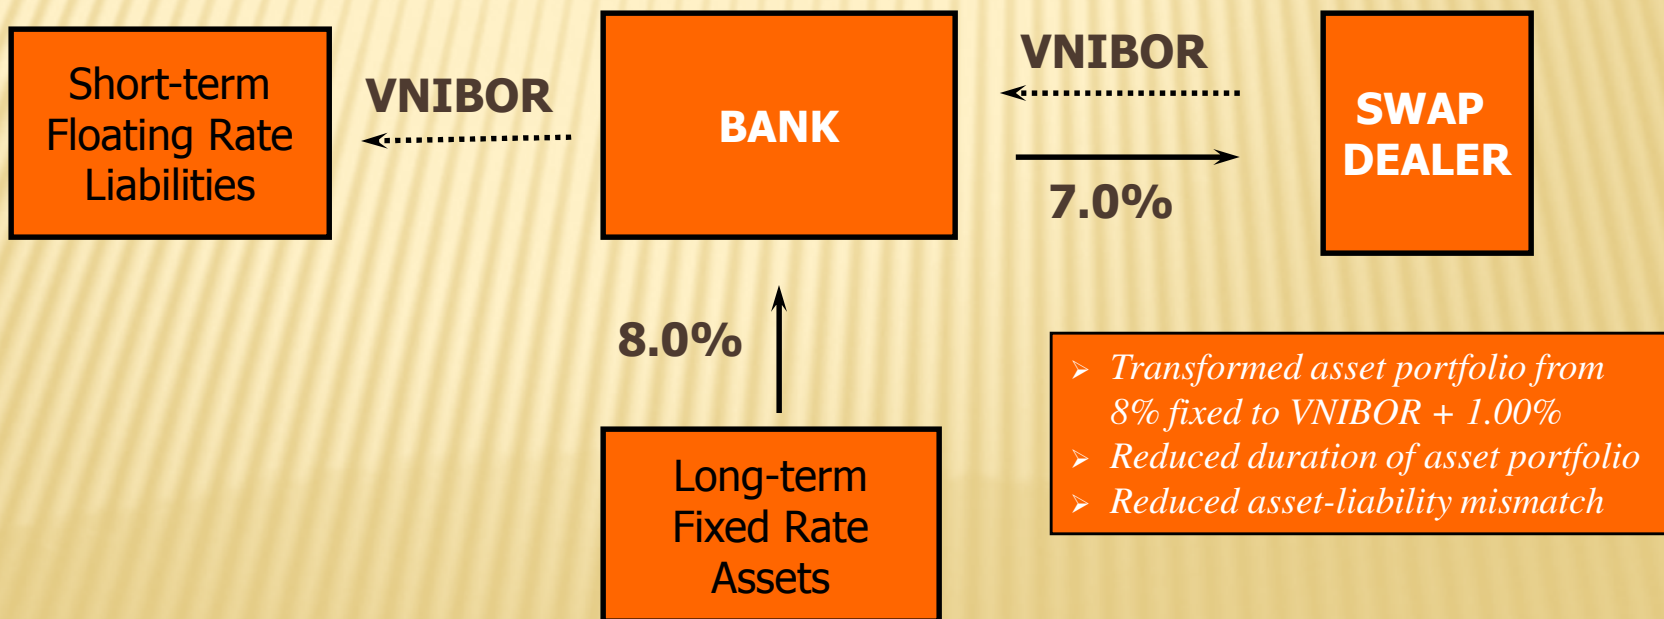 Short-term
Floating Rate
Liabilities
VNIBOR
BANK
VNIBOR
7.0%
SWAP
DEALER
8.0%
Long-term
Fixed Rate
Assets
➢ Transformed asset portfolio from
8% fixed to VNIBOR + 1.00%
➢ Reduced duration of asset portfolio
➢ Reduced asset-liability mismatch